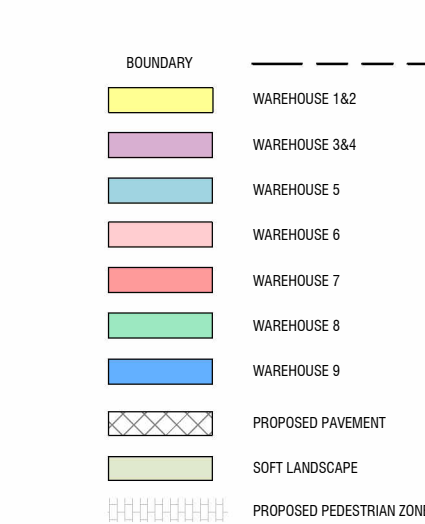 BOUNDARY
WAREHOUSE 1&2
WAREHOUSE 3&4
WAREHOUSE 5
WAREHOUSE 6
WAREHOUSE 7
WAREHOUSE 8
WAREHOUSE 9
PROPOSED PAVEMENT
SOFT LANDSCAPE
PROPOSED PEDESTRIAN ZONE